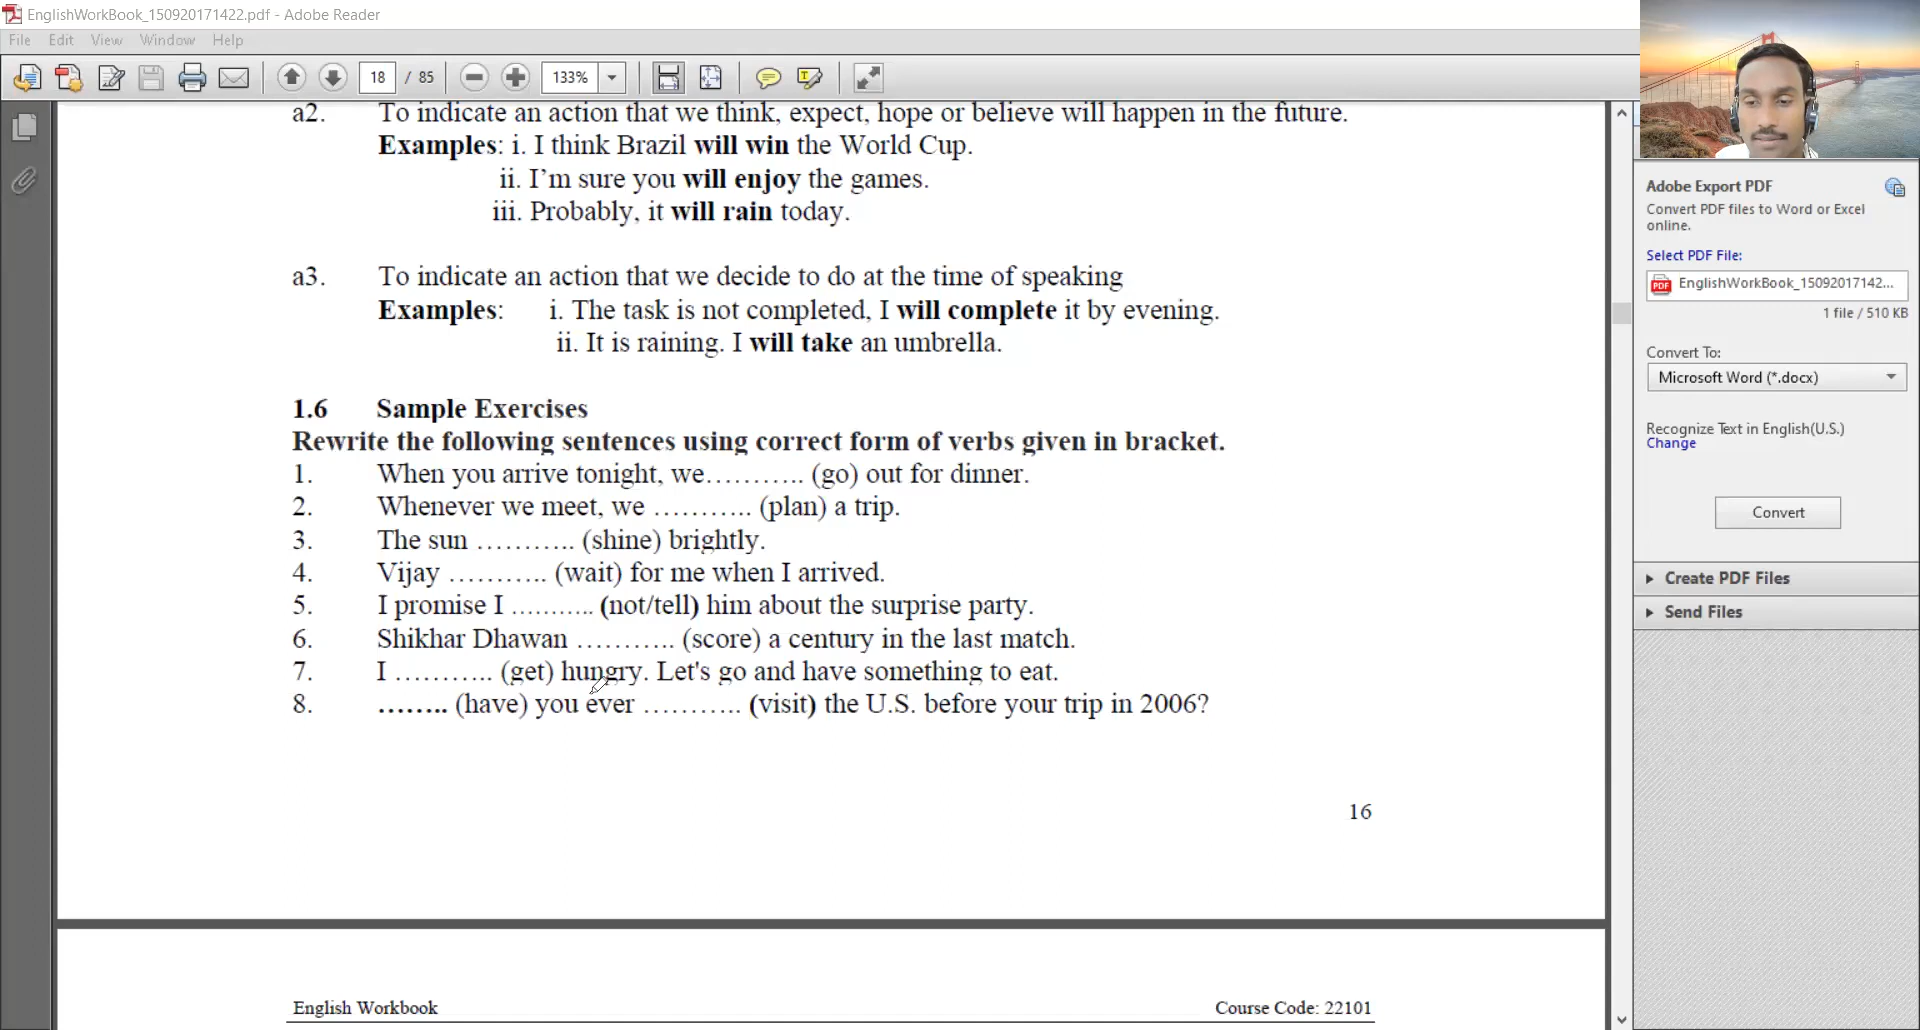 EnglishWorkBook_150920171422.pdf - Adobe Reader
File Edit View Window Help
18 / 85 133%
a2. To indicate an action that we think, expect, hope or believe will happen in the future.
Examples: i. I think Brazil will win the World Cup.
ii. I’m sure you will enjoy the games.
iii. Probably, it will rain today.
a3. To indicate an action that we decide to do at the time of speaking
Examples: i. The task is not completed, I will complete it by evening.
ii. It is raining. I will take an umbrella.
1.6 Sample Exercises
Rewrite the following sentences using correct form of verbs given in bracket.
1. When you arrive tonight, we……….. (go) out for dinner.
2. Whenever we meet, we ……….. (plan) a trip.
3. The sun ……….. (shine) brightly.
4. Vijay ……….. (wait) for me when I arrived.
5. I promise I ……….. (not/tell) him about the surprise party.
6. Shikhar Dhawan ……….. (score) a century in the last match.
7. I ……….. (get) hungry. Let's go and have something to eat.
8. …….. (have) you ever ……….. (visit) the U.S. before your trip in 2006?
16
English Workbook Course Code: 22101
Adobe Export PDF
Convert PDF files to Word or Excel
online.
Select PDF File:
PDF EnglishWorkBook_15092017142...
1 file / 510 KB
Convert To:
Microsoft Word (*.docx)
Recognize Text in English(U.S.)
Change
Convert
Create PDF Files
Send Files